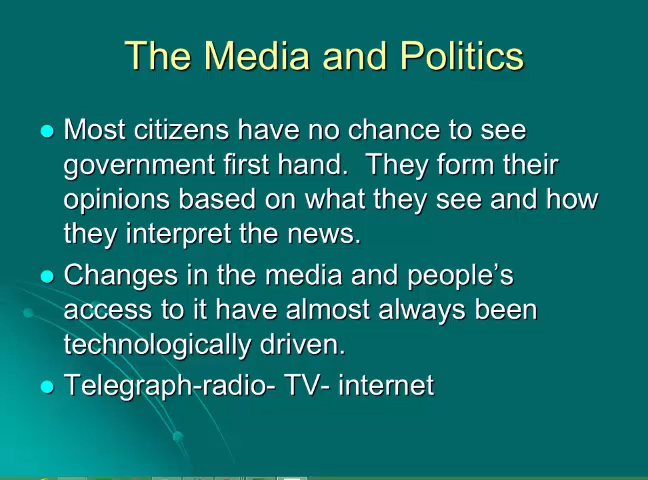 The Media and Politics
Most citizens have no chance to see
government first hand.  They form their
opinions based on what they see and how
they interpret the news.
Changes in the media and people's
access to it have almost always been
technologically driven.
Telegraph-radio- TV- internet